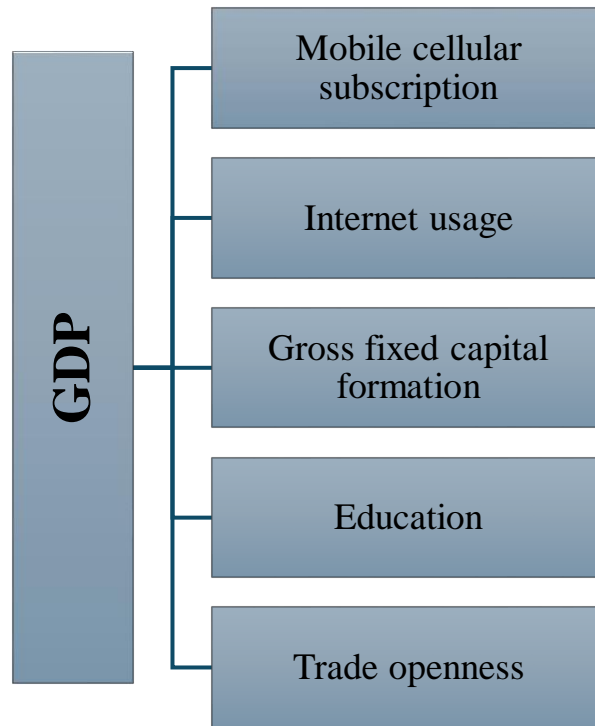 GDP
Mobile cellular
subscription
Internet usage
Gross fixed capital
formation
Education
Trade openness